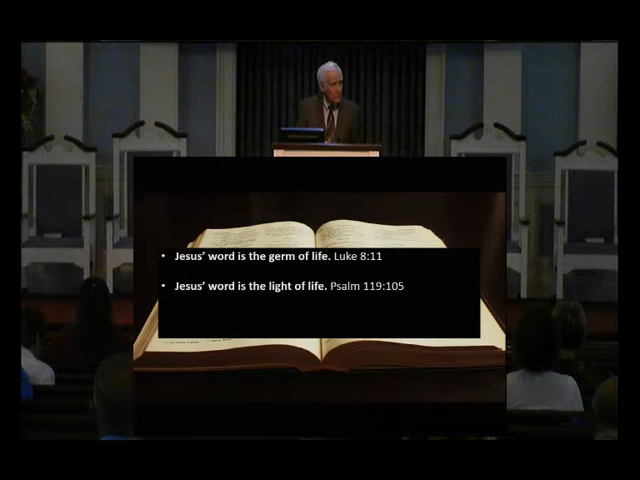 • Jesus' word is the germ of life. Luke 8:11
• Jesus' word is the light of life. Psalm 119:105